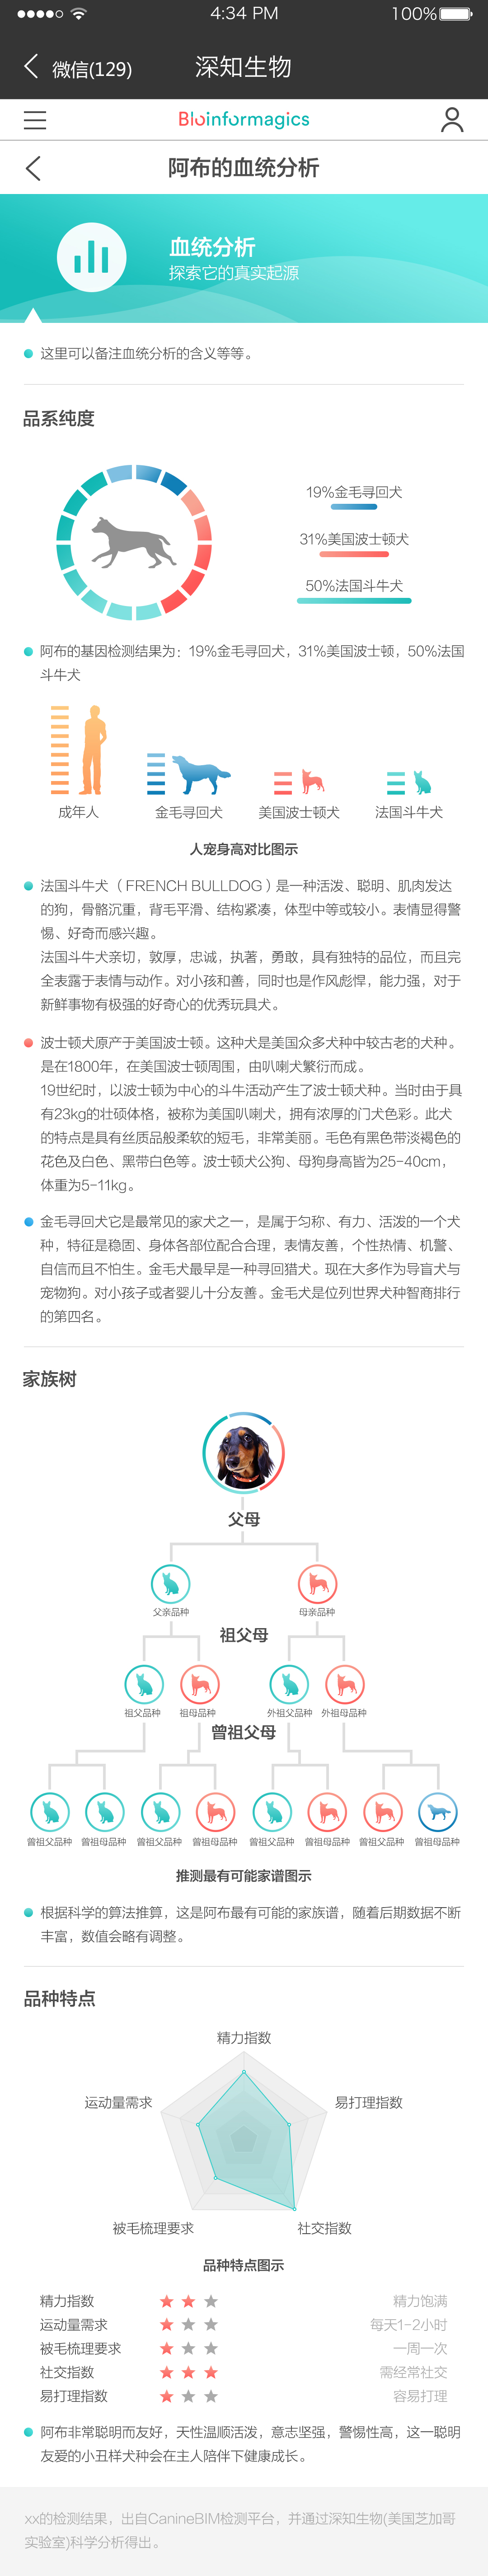 4:34 PM
100%
微信(129)
深知生物
Bioinformagics
阿布的血统分析
血统分析
探索它的真实起源
这里可以备注血统分析的含义等等。
品系纯度
19%金毛寻回犬
31%美国波士顿犬
50%法国斗牛犬
阿布的基因检测结果为：19%金毛寻回犬，31%美国波士顿，50%法国
斗牛犬
成年人
金毛寻回犬
美国波士顿犬
法国斗牛犬
人宠身高对比图示
法国斗牛犬（FRENCH BULLDOG）是一种活泼、聪明、肌肉发达
的狗，骨骼沉重，背毛平滑、结构紧凑，体型中等或较小。表情显得警
惕、好奇而感兴趣。
法国斗牛犬亲切，敦厚，忠诚，执著，勇敢，具有独特的品位，而且完
全表露于表情与动作。对小孩和善，同时也是作风彪悍，能力强，对于
新鲜事物有极强的好奇心的优秀玩具犬。
波士顿犬原产于美国波士顿。这种犬是美国众多犬种中较古老的犬种。
是在1800年，在美国波士顿周围，由叭喇犬繁衍而成。
19世纪时，以波士顿为中心的斗牛活动产生了波士顿犬种。当时由于具
有23kg的壮硕体格，被称为美国叭喇犬，拥有浓厚的门犬色彩。此犬
的特点是具有丝质品般柔软的短毛，非常美丽。毛色有黑色带淡褐色的
花色及白色、黑带白色等。波士顿犬公狗、母狗身高皆为25-40cm，
体重为5-11kg。
金毛寻回犬它是最常见的家犬之一，是属于匀称、有力、活泼的一个犬
种，特征是稳固、身体各部位配合合理，表情友善，个性热情、机警、
自信而且不怕生。金毛犬最早是一种寻回猎犬。现在大多作为导盲犬与
宠物狗。对小孩子或者婴儿十分友善。金毛犬是位列世界犬种智商排行
的第四名。
家族树
父母
父亲品种
母亲品种
祖父母
祖父品种
祖母品种
外祖父品种
外祖母品种
曾祖父母
曾祖父品种
曾祖母品种
曾祖父品种
曾祖母品种
曾祖父品种
曾祖母品种
曾祖父品种
曾祖母品种
推测最有可能家谱图示
根据科学的算法推算，这是阿布最有可能的家族谱，随着后期数据不断
丰富，数值会略有调整。
品种特点
精力指数
运动量需求
易打理指数
被毛梳理要求
社交指数
品种特点图示
精力指数
精力饱满
运动量需求
每天1-2小时
被毛梳理要求
一周一次
社交指数
需经常社交
易打理指数
容易打理
阿布非常聪明而友好，天性温顺活泼，意志坚强，警惕性高，这一聪明
友爱的小丑样犬种会在主人陪伴下健康成长。
xx的检测结果，出自CanineBIM检测平台，并通过深知生物(美国芝加哥
实验室)科学分析得出。